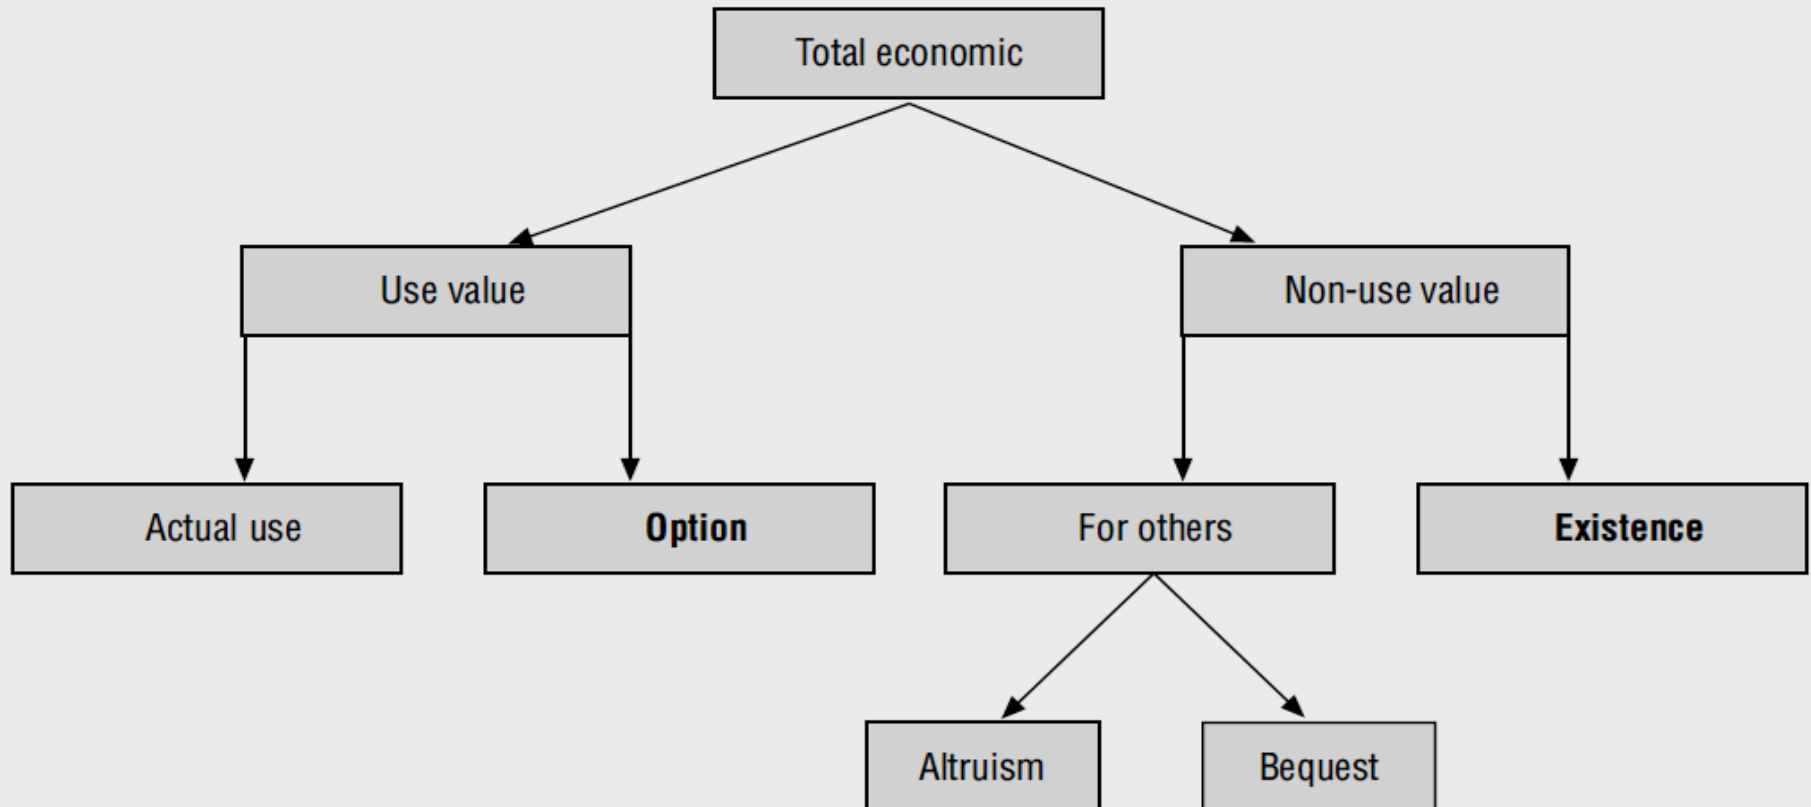 Total economic
Use value
Non-use value
Actual use
Option
For others
Existence
Altruism
Bequest